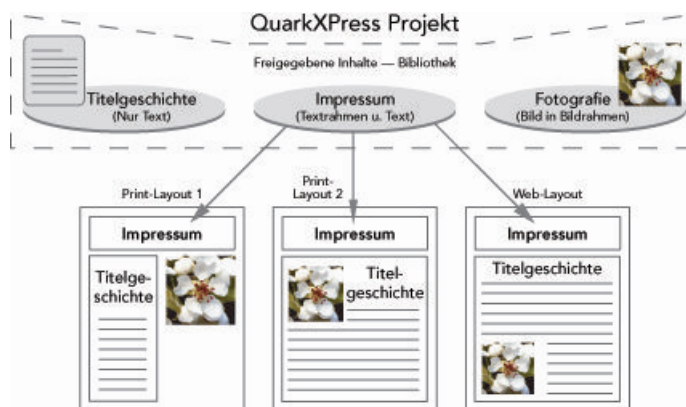 QuarkXPress Projekt
Freigegebene Inhalte — Bibliothek
Titelgeschichte
(Nur Text)
Impressum
(Textrahmen u. Text)
Fotografie
(Bild in Bildrahmen)
Print-Layout 1
Print-
Layout 2
Web-Layout
Impressum
Titelge-
schichte
Impressum
Titel-
geschichte
Impressum
Titelgeschichte